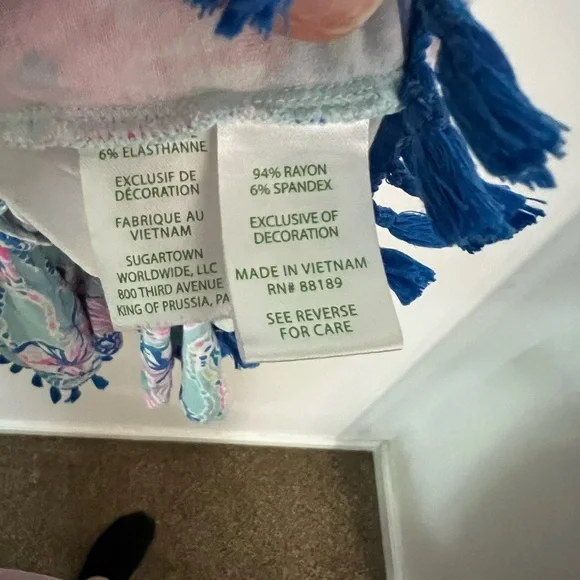 6% ELASTHANNE
EXCLUSIF DE
DÉCORATION
FABRIQUE AU
VIETNAM
SUGARTOWN
WORLDWIDE, LLC
800 THIRD AVENUE
KING OF PRUSSIA, PA
94% RAYON
6% SPANDEX
EXCLUSIVE OF
DECORATION
MADE IN VIETNAM
RN# 88189
SEE REVERSE
FOR CARE